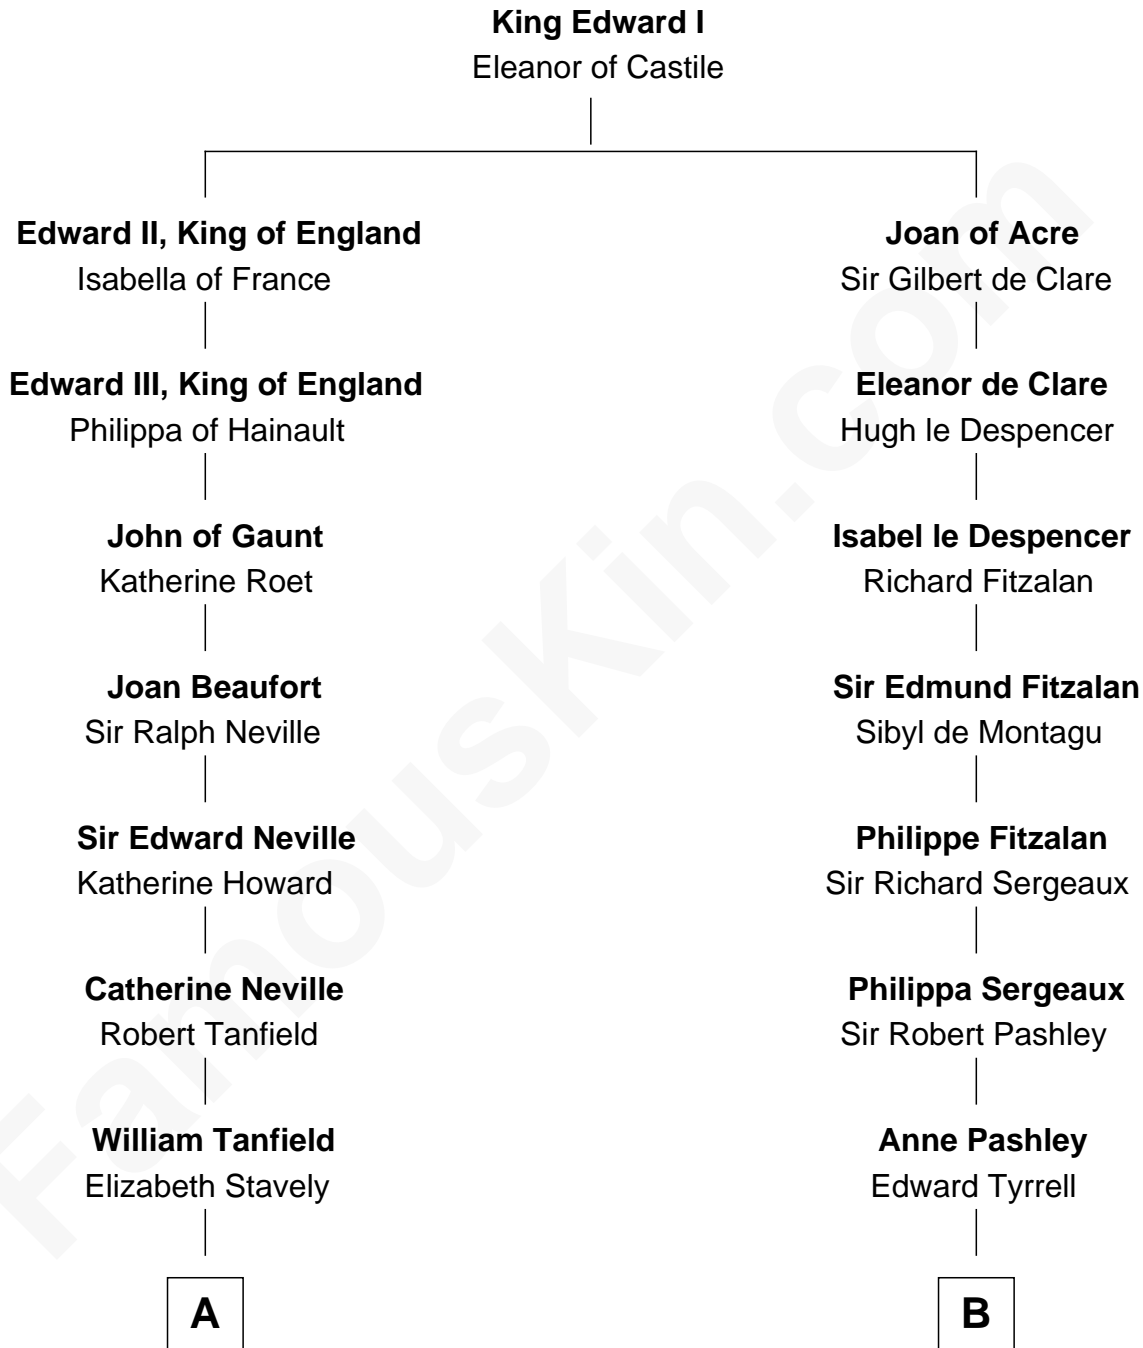 King Edward I
Eleanor of Castile
Edward II, King of England
Isabella of France
Joan of Acre
Sir Gilbert de Clare
Edward III, King of England
Philippa of Hainault
Eleanor de Clare
Hugh le Despencer
John of Gaunt
Katherine Roet
Isabel le Despencer
Richard Fitzalan
Joan Beaufort
Sir Ralph Neville
Sir Edmund Fitzalan
Sibyl de Montagu
Sir Edward Neville
Katherine Howard
Philippe Fitzalan
Sir Richard Sergeaux
Catherine Neville
Robert Tanfield
Philippa Sergeaux
Sir Robert Pashley
William Tanfield
Elizabeth Stavely
Anne Pashley
Edward Tyrrell
A
B
FamousKin.com